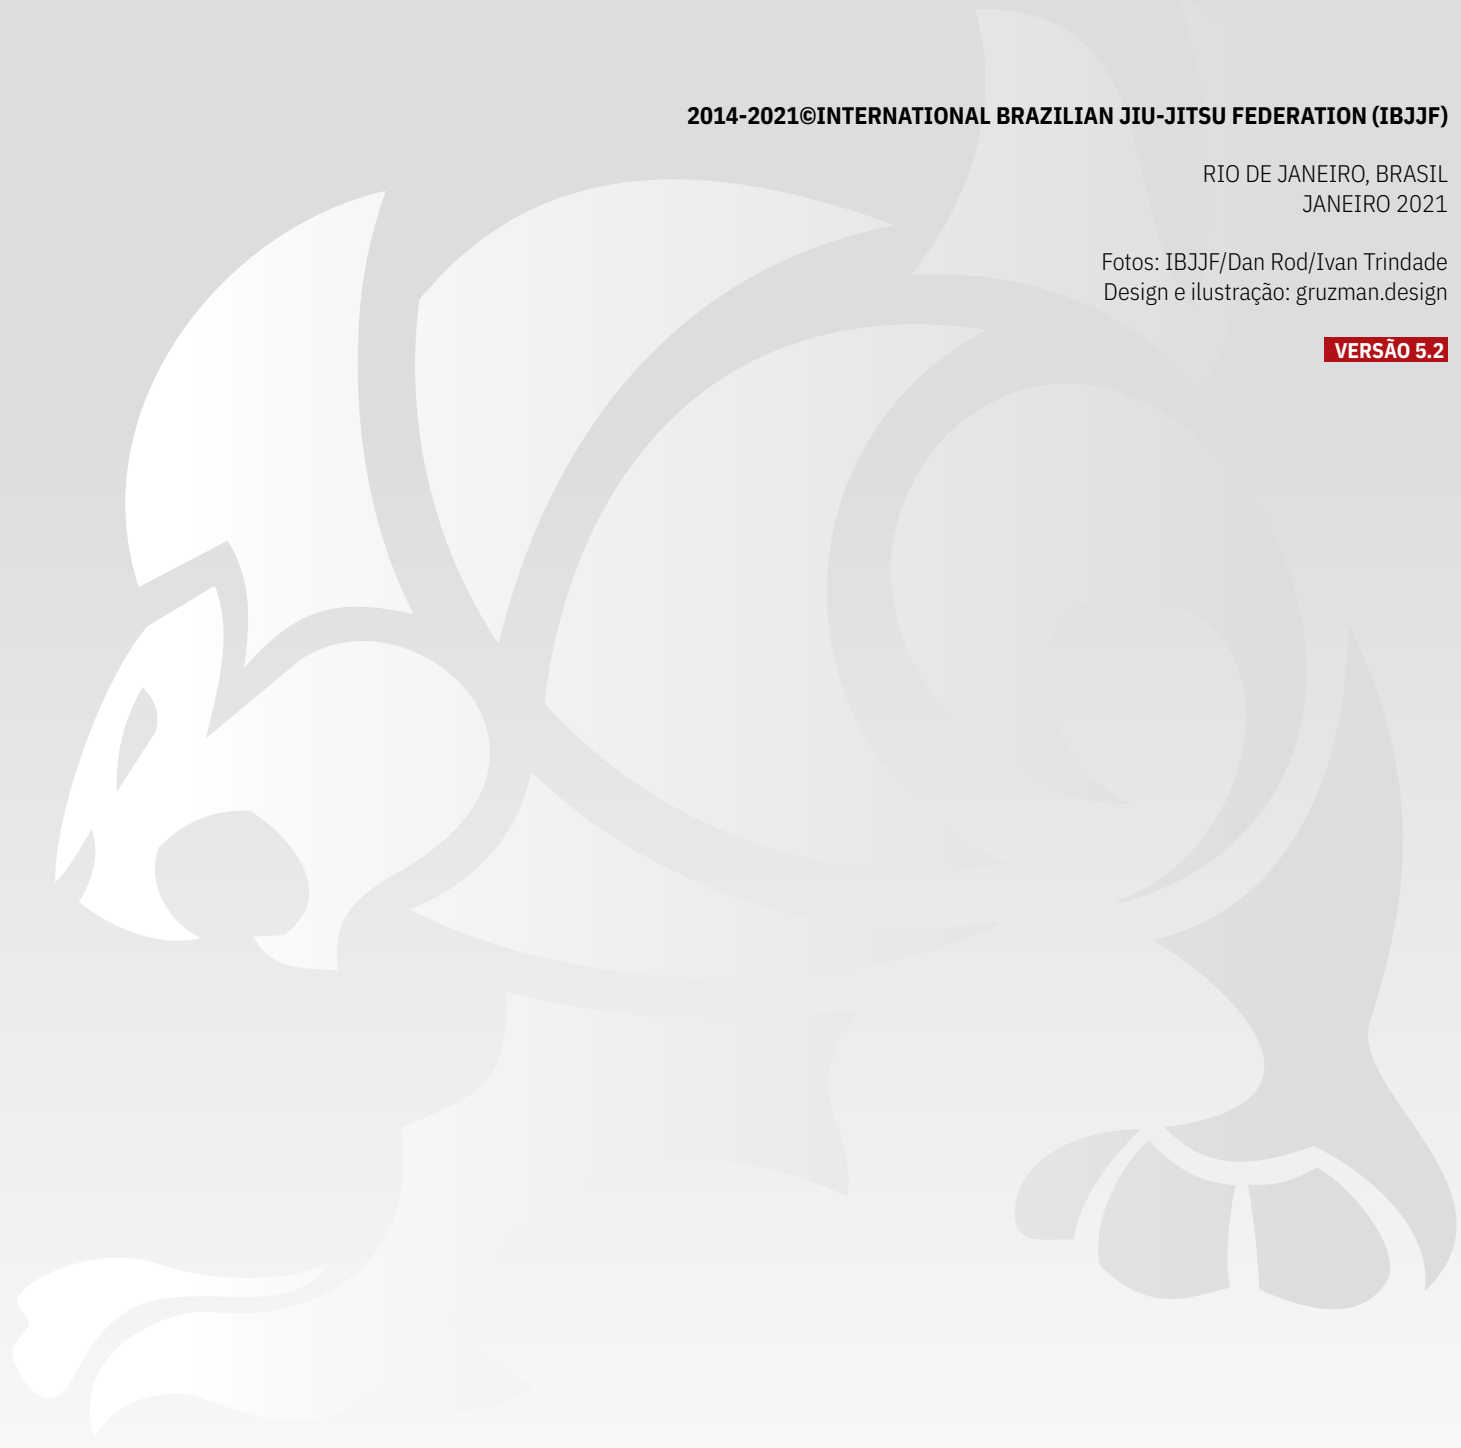 2014-2021©INTERNATIONAL BRAZILIAN JIU-JITSU FEDERATION (IBJJF)
RIO DE JANEIRO, BRASIL
JANEIRO 2021
Fotos: IBJJF/Dan Rod/Ivan Trindade
Design e ilustração: gruzman.design
VERSÃO 5.2